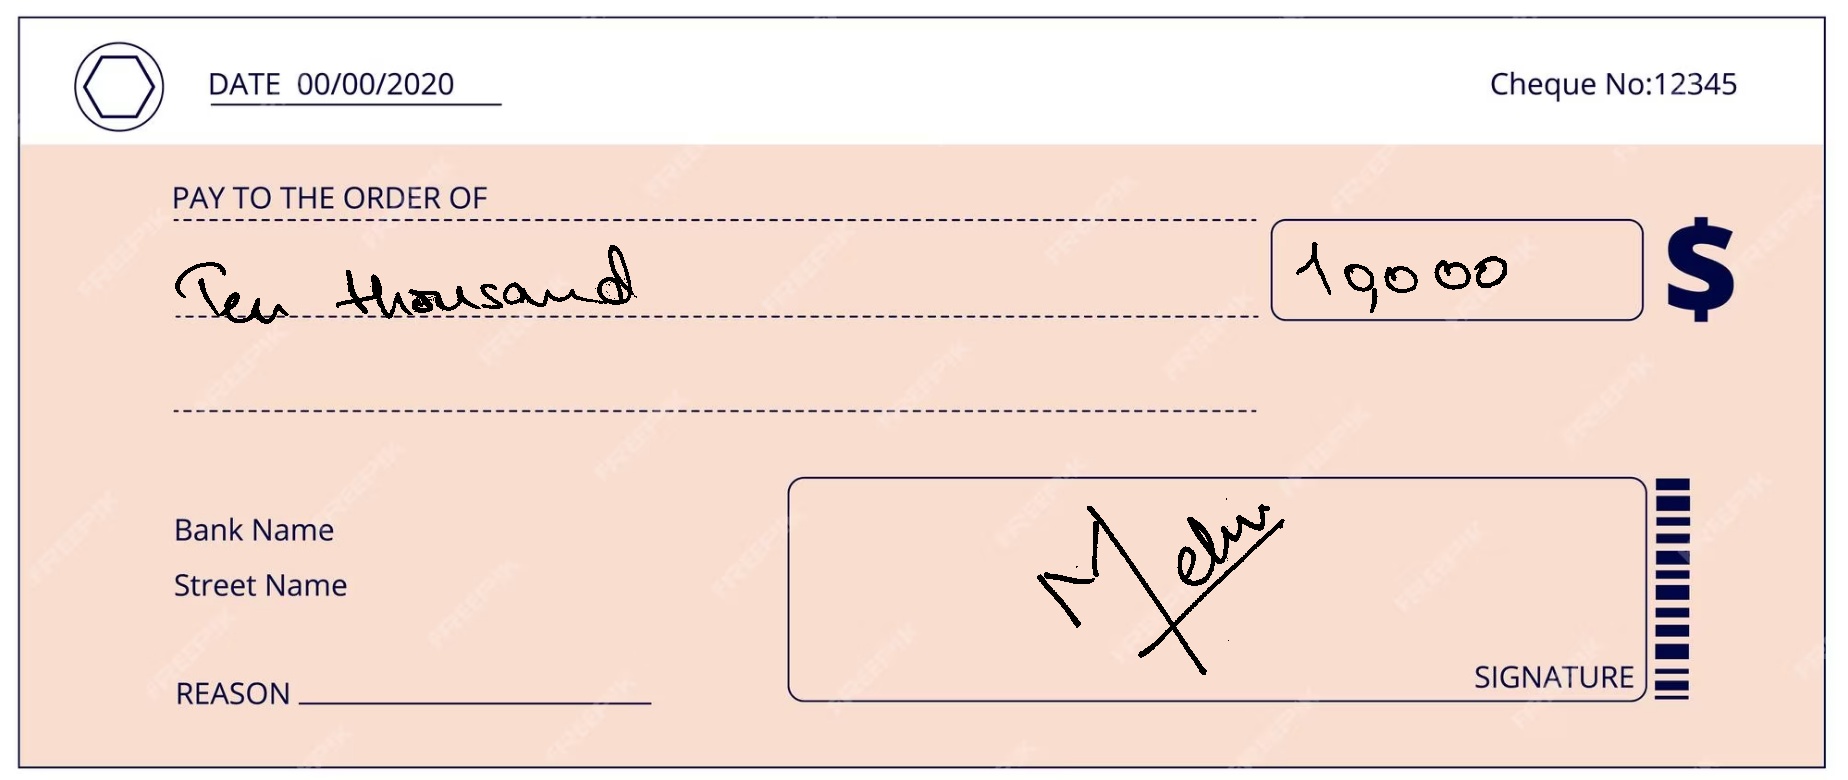 DATE 00/00/2020
Cheque No:12345
PAY TO THE ORDER OF
Ten thousand
10,000
$
Bank Name
Street Name
REASON
SIGNATURE